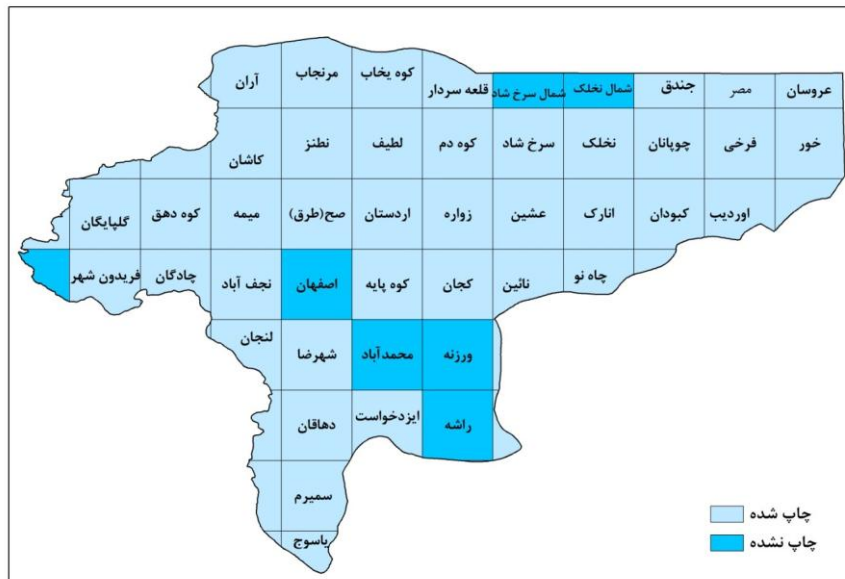 آران
مرنجاب
کوه یخاب
قلعه سردار
شمال سرخ شاد
شمال نخلک
جندق
مصر
عروسان
کاشان
نطنز
لطیف
کوه دم
سرخ شاد
نخلک
چوپانان
فرخی
خور
گلپایگان
کوه دهق
میمه
صح(طرق)
اردستان
زواره
عشین
انارک
کبودان
اوردیب
فریدون شهر
چادگان
نجف آباد
اصفهان
کوه پایه
کجان
نائین
چاه نو
لنجان
شهرضا
محمدآباد
ورزنه
دهاقان
ایزدخواست
راشه
سمیرم
یاسوج
چاپ شده
چاپ نشده